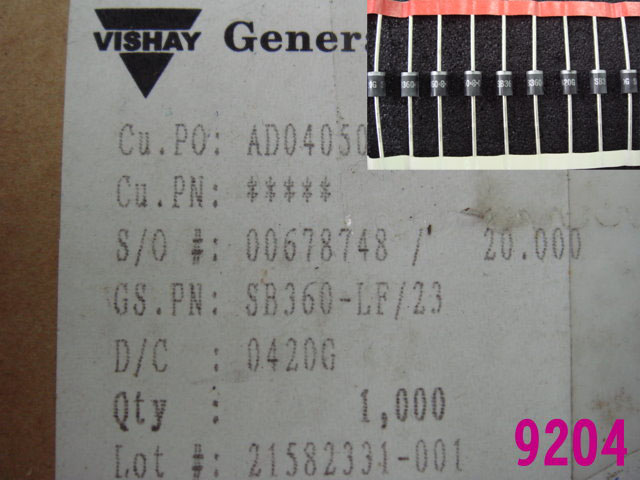 VISHAY Genera
Cu.PO: AD04050
Cu.PN: *****
S/O #: 00678748 / 20.000
GS.PN: SB360-LF/23
D/C : 0420G
Qty : 1,000
Lot #: 21582331-001
9204